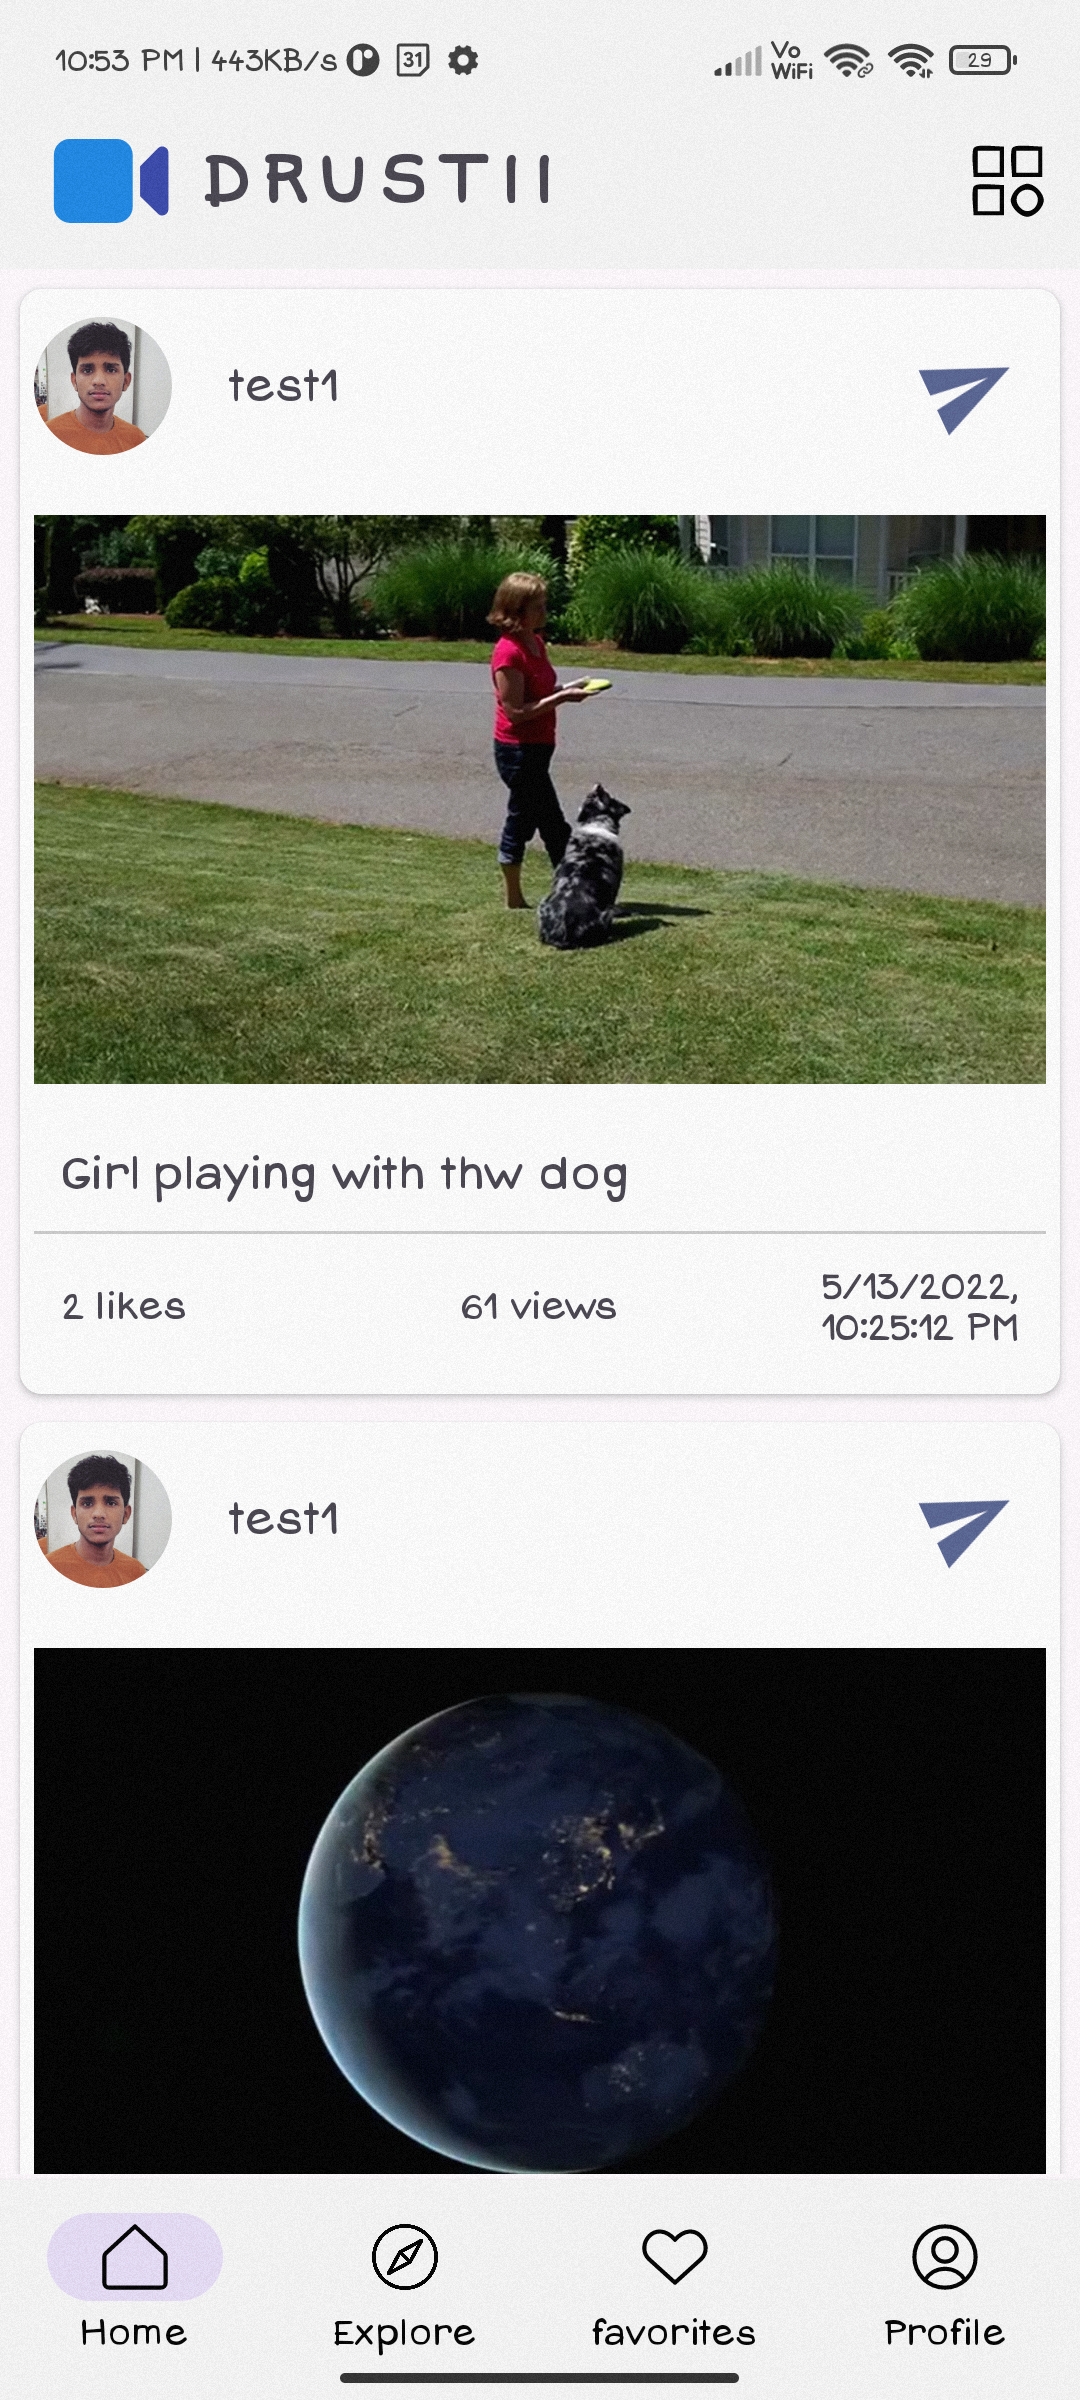 10:53 PM | 443KB/s 31 Vo WiFi 29
DRUSTII
test1
Girl playing with thw dog
2 likes 61 views 5/13/2022, 10:25:12 PM
test1
Home Explore favorites Profile